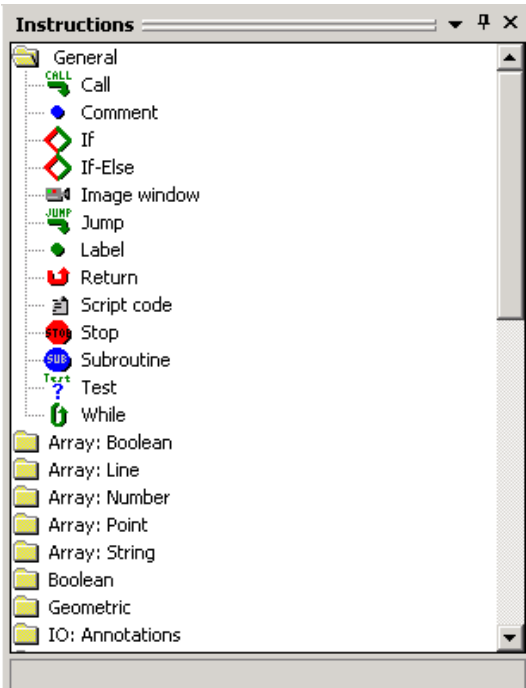 Instructions
General
CALL Call
Comment
If
If-Else
Image window
JUMP Jump
Label
Return
Script code
STOP Stop
SUB Subroutine
Test ? Test
While
Array: Boolean
Array: Line
Array: Number
Array: Point
Array: String
Boolean
Geometric
IO: Annotations